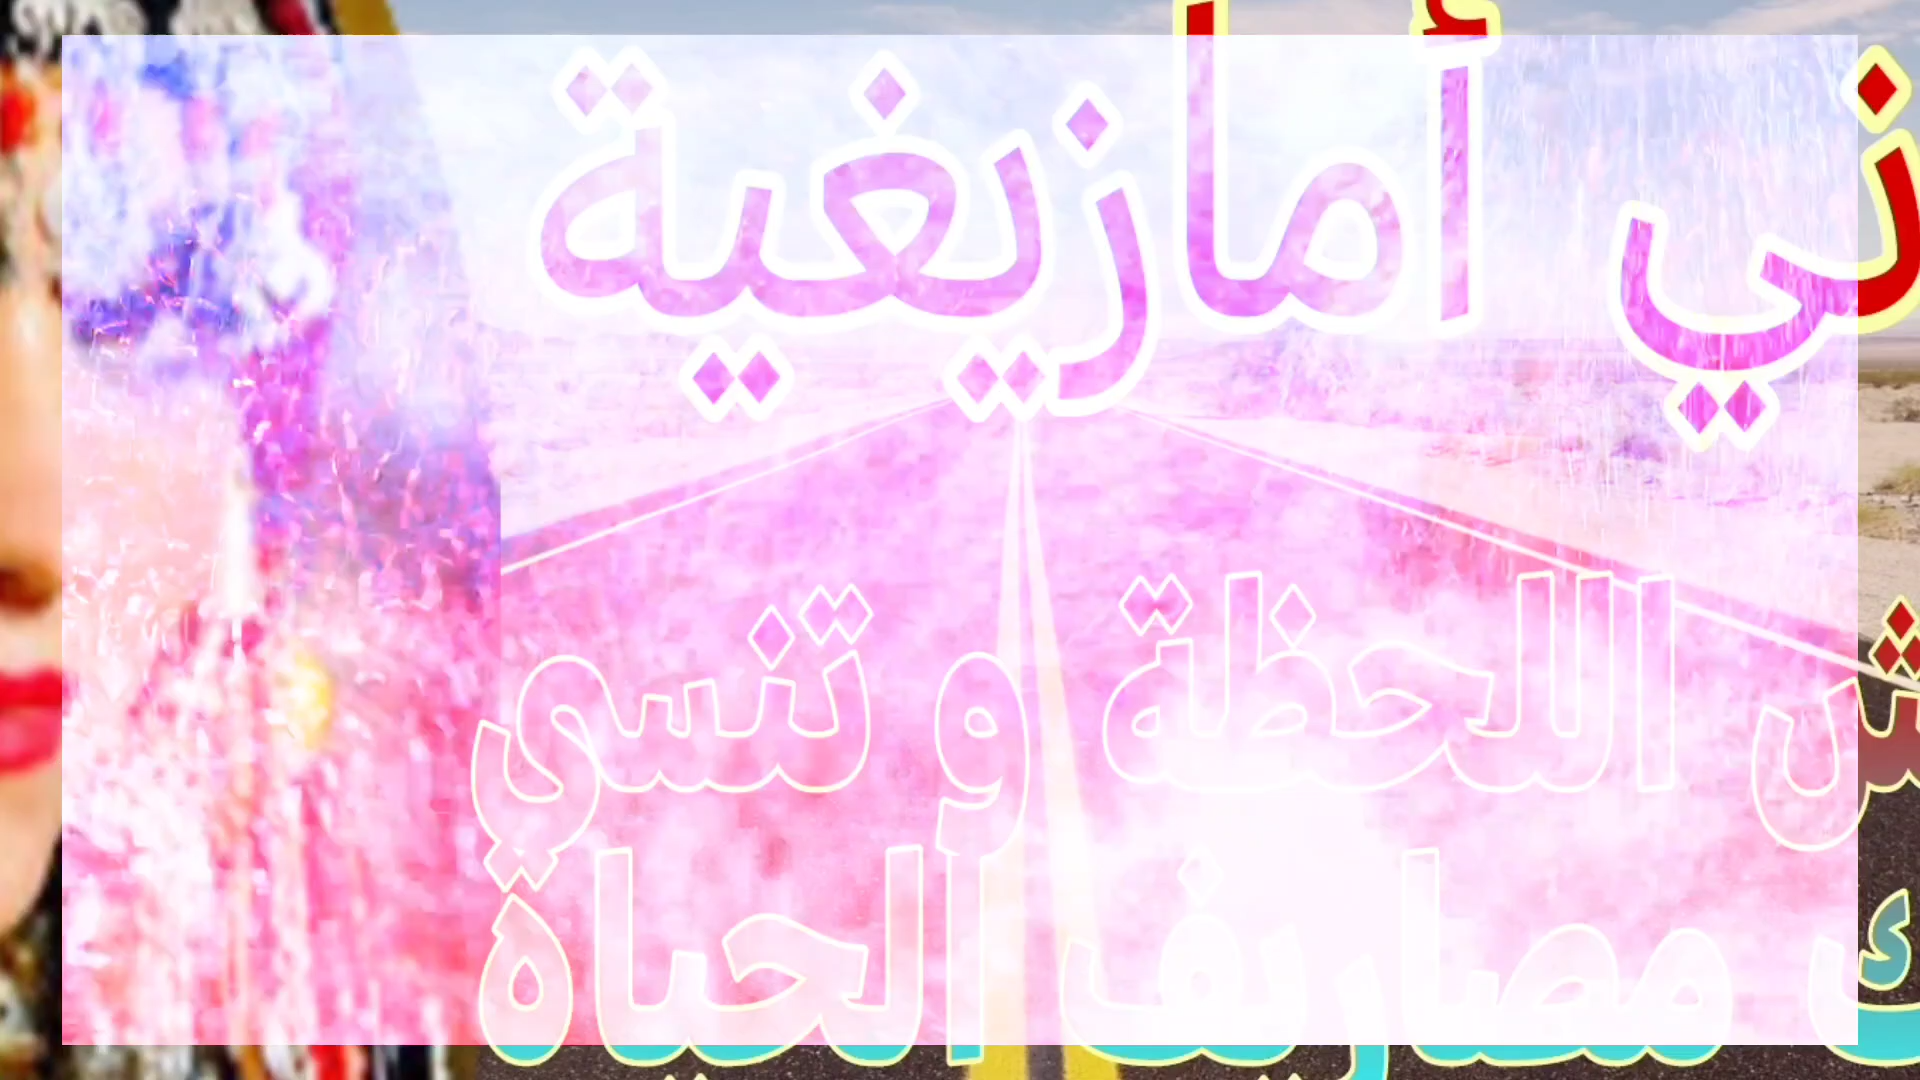 أمازيغية
اللحظة و تنسي
مصاريف الحياة